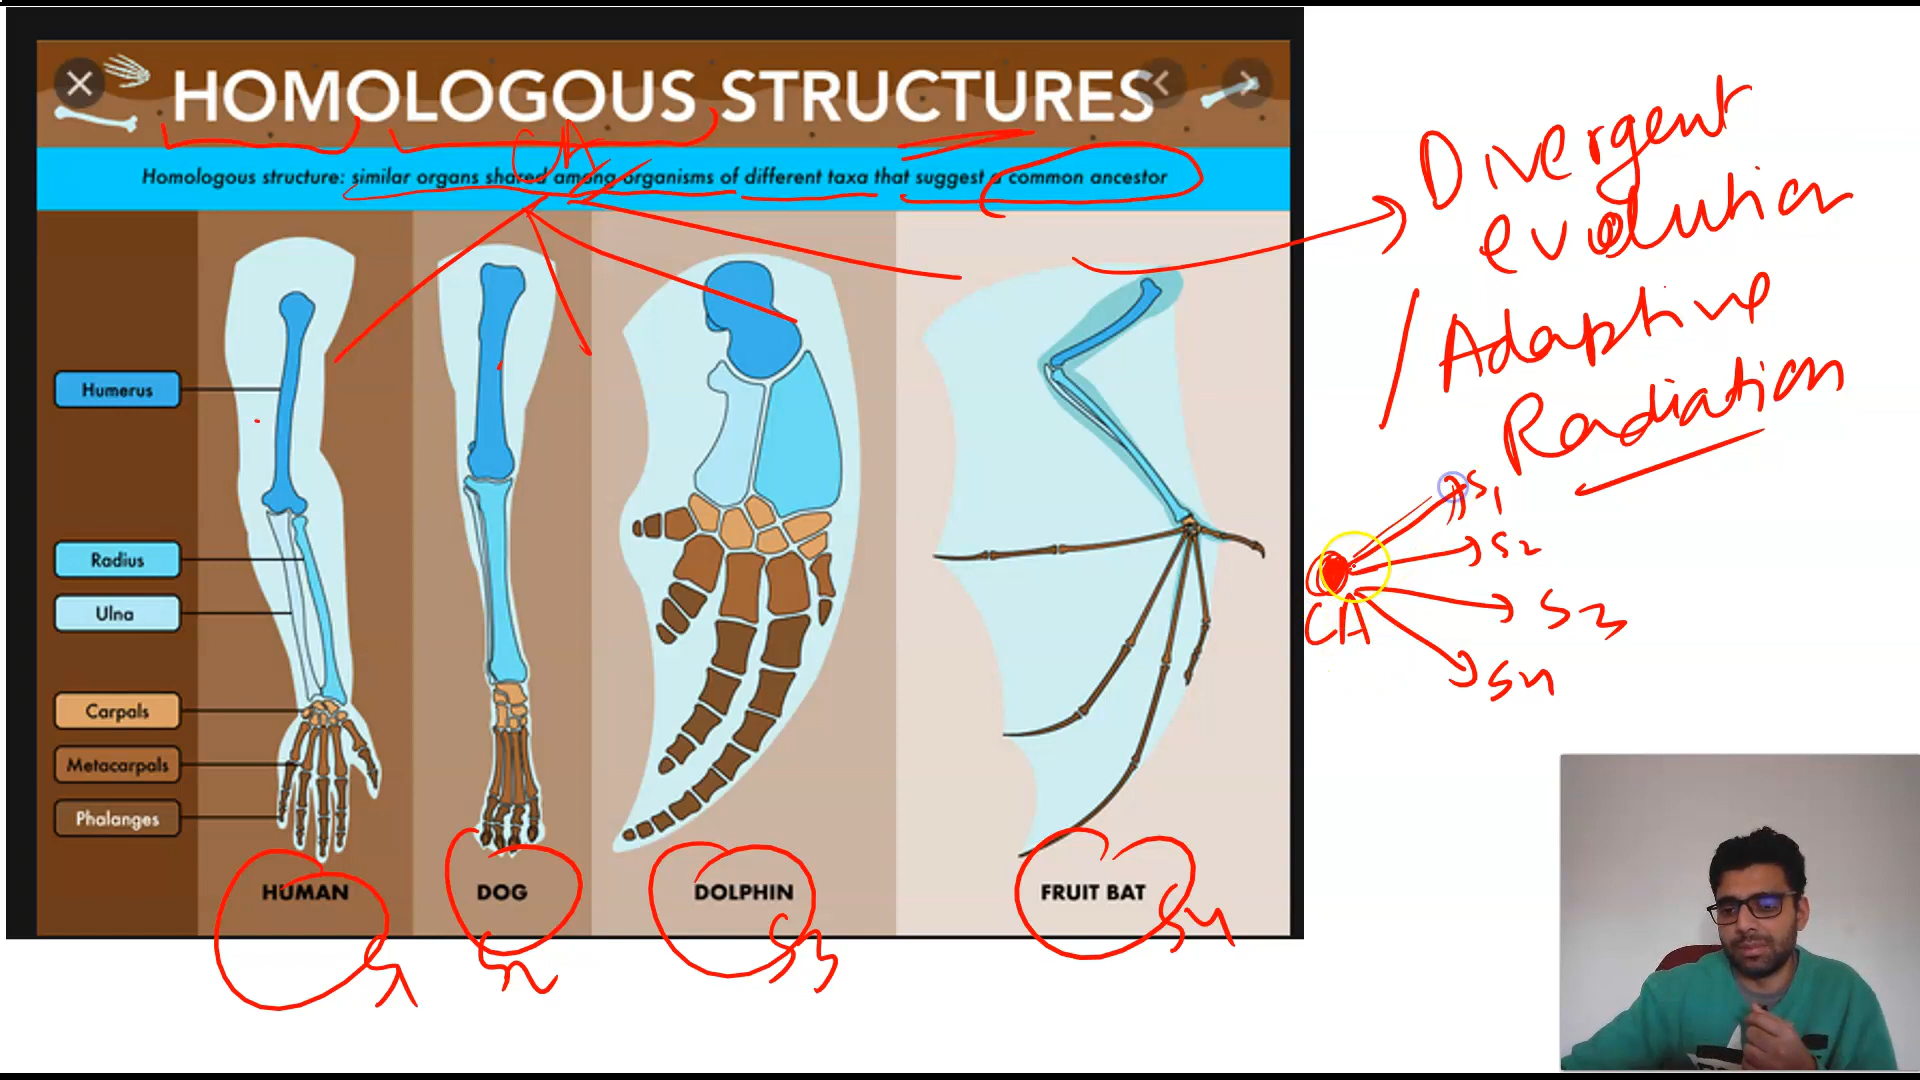 HOMOLOGOUS STRUCTURES
CA
Homologous structure: similar organs shared among organisms of different taxa that suggest a common ancestor
Divergent
evolution
/ Adaptive
Radiation
Humerus
Radius
Ulna
Carpals
Metacarpals
Phalanges
CA
S1
S2
S3
S4
HUMAN
DOG
DOLPHIN
FRUIT BAT
S1
S2
S3
S4